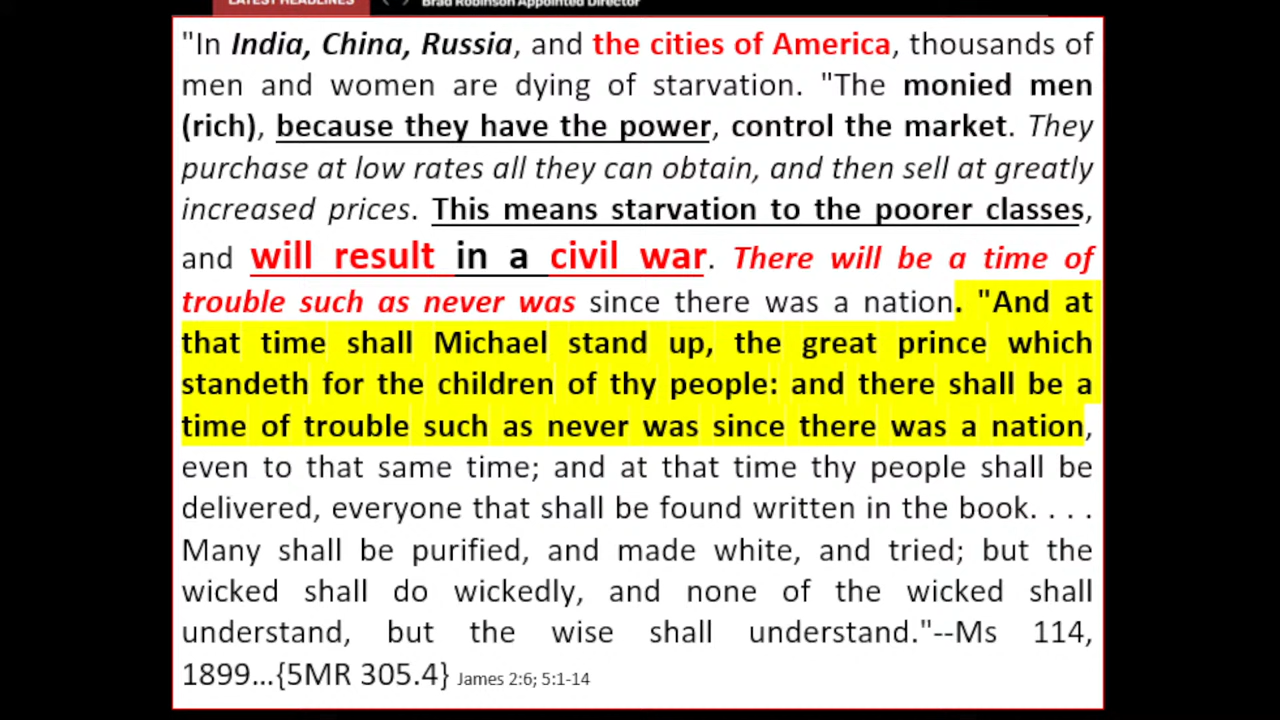 LATEST HEADLINES < > Brad Robinson Appointed Director
"In India, China, Russia, and the cities of America, thousands of
men and women are dying of starvation. "The monied men
(rich), because they have the power, control the market. They
purchase at low rates all they can obtain, and then sell at greatly
increased prices. This means starvation to the poorer classes,
and will result in a civil war. There will be a time of
trouble such as never was since there was a nation. "And at
that time shall Michael stand up, the great prince which
standeth for the children of thy people: and there shall be a
time of trouble such as never was since there was a nation,
even to that same time; and at that time thy people shall be
delivered, everyone that shall be found written in the book. . . .
Many shall be purified, and made white, and tried; but the
wicked shall do wickedly, and none of the wicked shall
understand, but the wise shall understand."--Ms 114,
1899...{5MR 305.4} James 2:6; 5:1-14